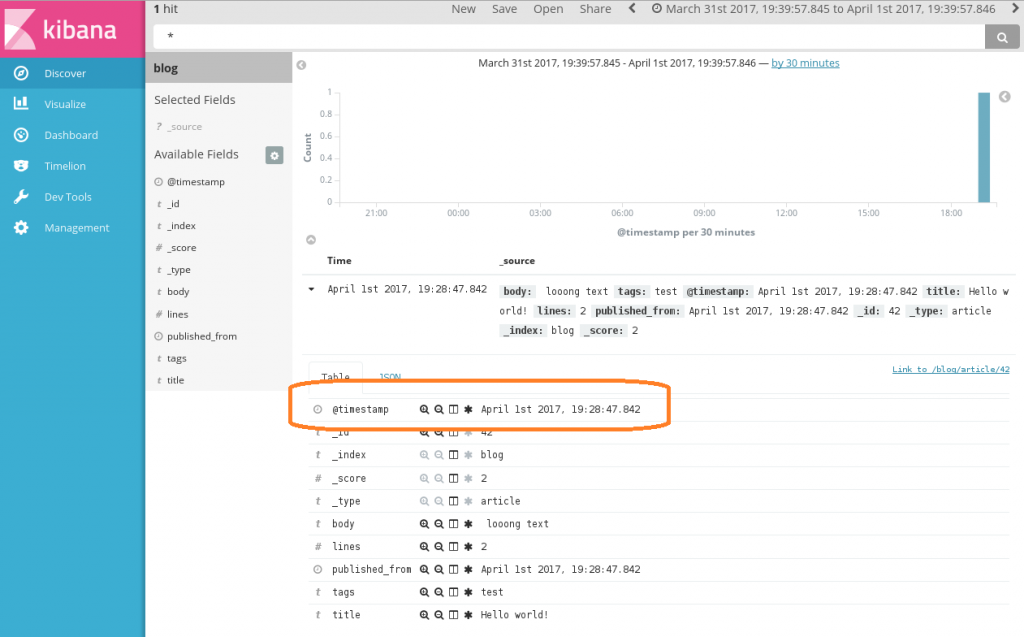 1 hit
New Save Open Share March 31st 2017, 19:39:57.845 to April 1st 2017, 19:39:57.846
kibana
*
Discover
Visualize
Dashboard
Timelion
Dev Tools
Management
blog
Selected Fields
? _source
Available Fields
@timestamp
t _id
t _index
# _score
t _type
t body
# lines
published_from
t tags
t title
March 31st 2017, 19:39:57.845 - April 1st 2017, 19:39:57.846 — by 30 minutes
Count
1
0.8
0.6
0.4
0.2
0
21:00 00:00 03:00 06:00 09:00 12:00 15:00 18:00
@timestamp per 30 minutes
Time _source
April 1st 2017, 19:28:47.842 body: looong text tags: test @timestamp: April 1st 2017, 19:28:47.842 title: Hello w
orld! lines: 2 published_from: April 1st 2017, 19:28:47.842 _id: 42 _type: article
_index: blog _score: 2
Table JSON Link to /blog/article/42
@timestamp April 1st 2017, 19:28:47.842
t _id 42
t _index blog
# _score 2
t _type article
t body looong text
# lines 2
published_from April 1st 2017, 19:28:47.842
t tags test
t title Hello world!